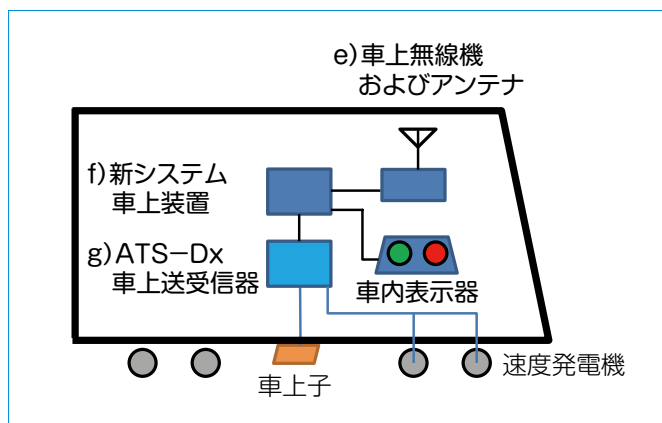 e)車上無線機
およびアンテナ
f)新システム
車上装置
g)ATS−Dx
車上送受信器
車内表示器
速度発電機
車上子